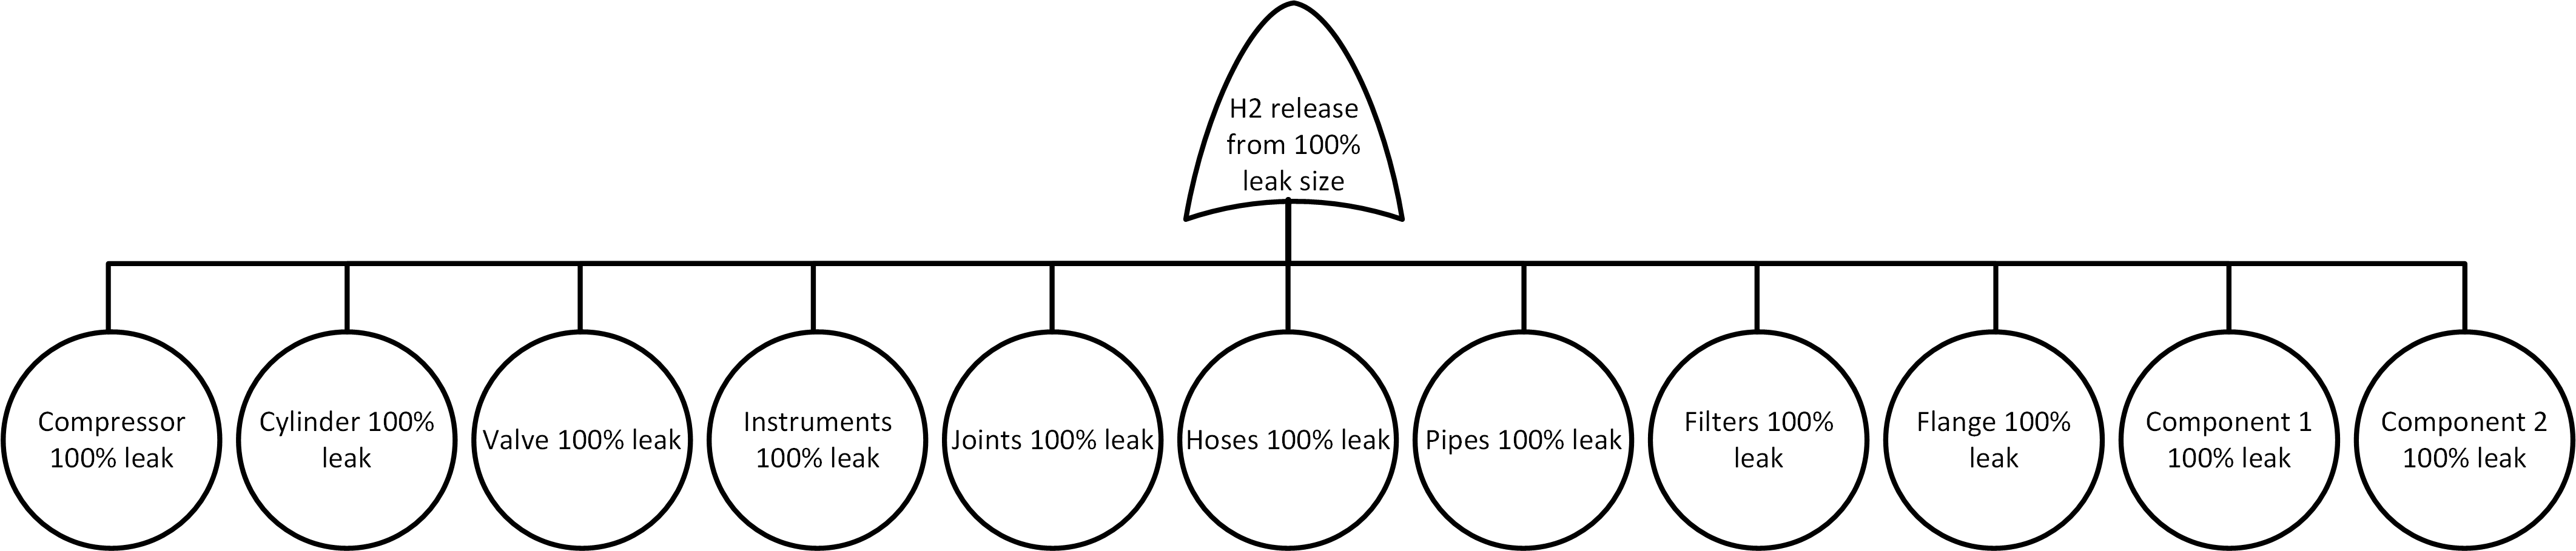 H2 release
from 100%
leak size
Compressor
100% leak
Cylinder 100%
leak
Valve 100% leak
Instruments
100% leak
Joints 100% leak
Hoses 100% leak
Pipes 100% leak
Filters 100%
leak
Flange 100%
leak
Component 1
100% leak
Component 2
100% leak